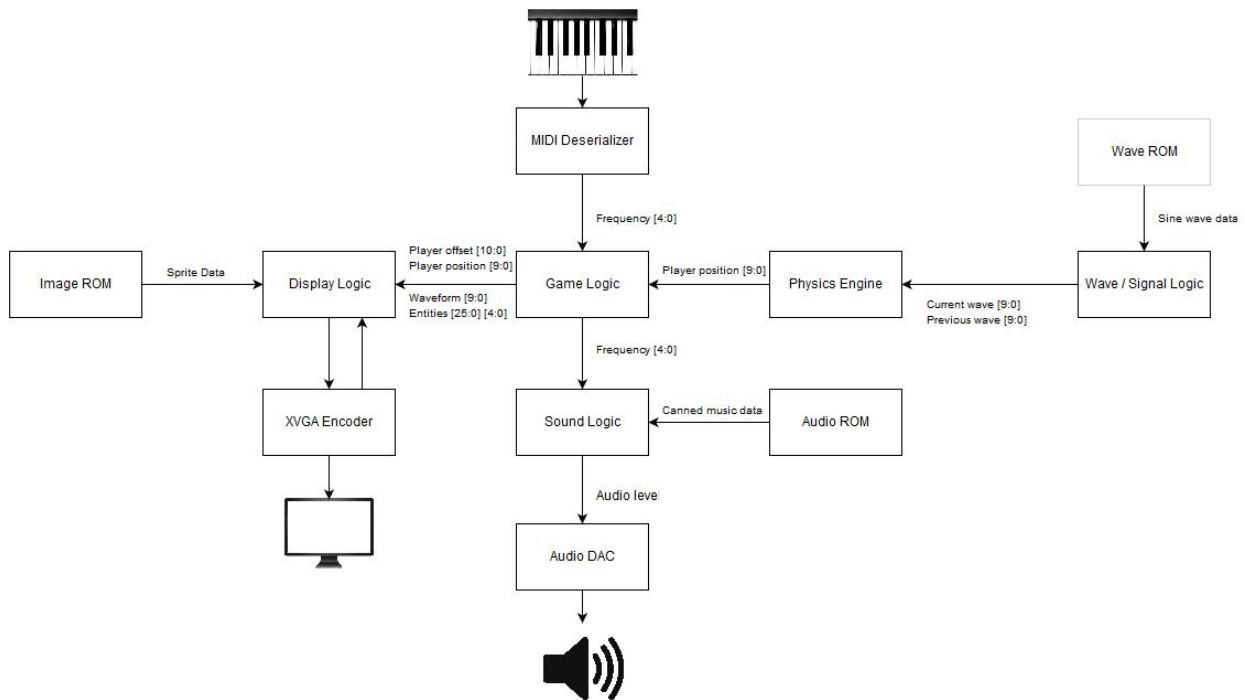 MIDI Deserializer
Wave ROM
Frequency [4:0]
Sine wave data
Image ROM
Sprite Data
Display Logic
Player offset [10:0]
Player position [9:0]
Waveform [9:0]
Entities [25:0] [4:0]
Game Logic
Player position [9:0]
Physics Engine
Current wave [9:0]
Previous wave [9:0]
Wave / Signal Logic
Frequency [4:0]
XVGA Encoder
Sound Logic
Canned music data
Audio ROM
Audio level
Audio DAC